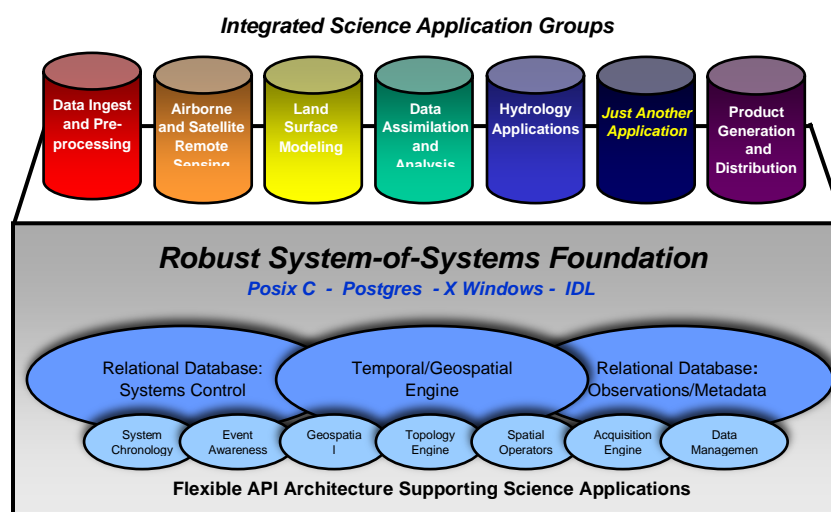 Integrated Science Application Groups
Data Ingest
and Pre-
processing
Airborne
and Satellite
Remote
Sensing
Land
Surface
Modeling
Data
Assimilation
and
Analysis
Hydrology
Applications
Just Another
Application
Product
Generation
and
Distribution
Robust System-of-Systems Foundation
Posix C - Postgres - X Windows - IDL
Relational Database:
Systems Control
Temporal/Geospatial
Engine
Relational Database:
Observations/Metadata
System
Chronology
Event
Awareness
Geospatia
l
Topology
Engine
Spatial
Operators
Acquisition
Engine
Data
Managemen
Flexible API Architecture Supporting Science Applications